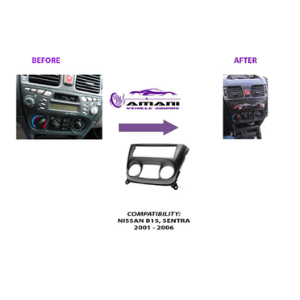 BEFORE
AFTER
AMANI
VEHICLE SOUNDS
COMPATIBILITY:
NISSAN B15, SENTRA
2001 - 2006